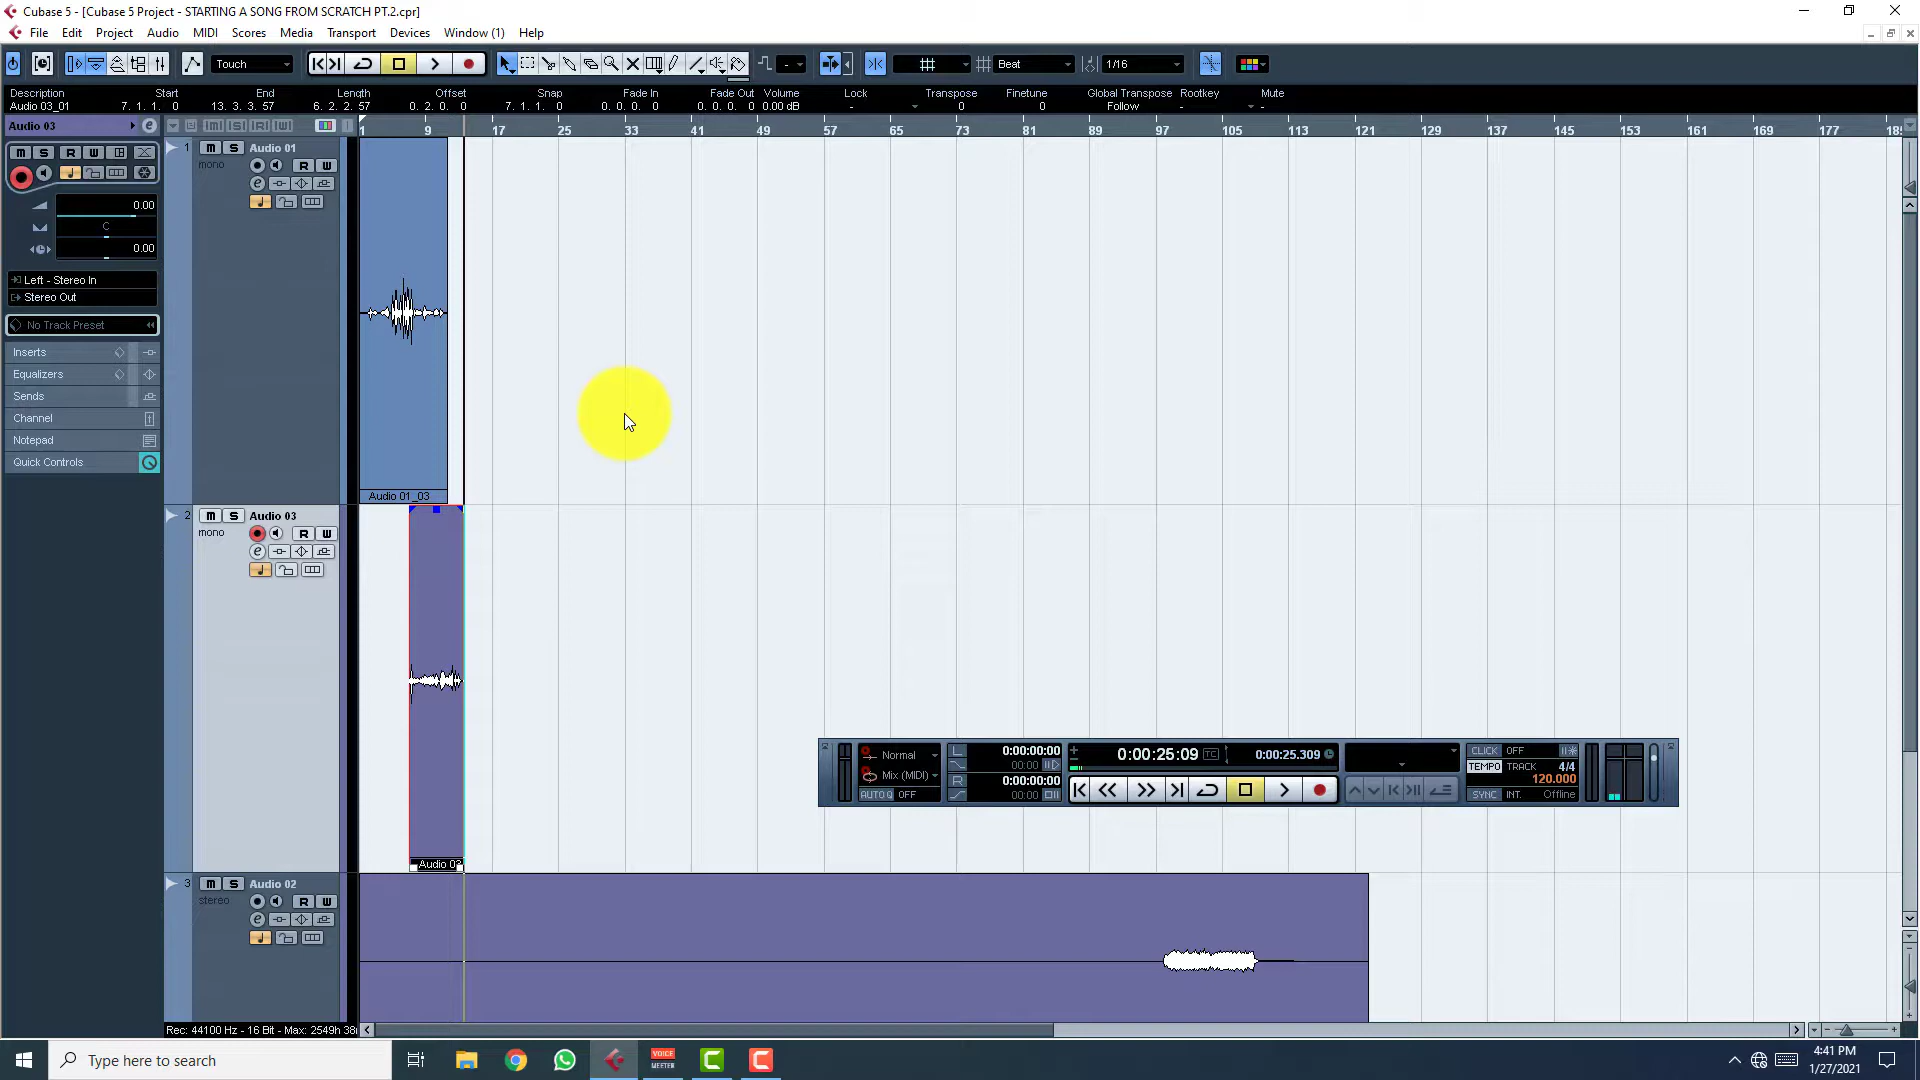 Cubase 5 - [Cubase 5 Project - STARTING A SONG FROM SCRATCH PT.2.cpr]
File Edit Project Audio MIDI Scores Media Transport Devices Window (1) Help
Touch Beat 1/16
Description Start End Length Offset Snap Fade In Fade Out Volume Lock Transpose Finetune Global Transpose Rootkey Mute
Audio 03_01 7. 1. 1. 0 13. 3. 3. 57 6. 2. 2. 57 0. 2. 0. 0 7. 1. 1. 0 0. 0. 0. 0 0. 0. 0. 0 0.00 dB - 0 0 Follow - -
Audio 03
1 9 17 25 33 41 49 57 65 73 81 89 97 105 113 121 129 137 145 153 161 169 177 185
M S R W
0.00
C
0.00
Left - Stereo In
Stereo Out
No Track Preset
Inserts
Equalizers
Sends
Channel
Notepad
Quick Controls
1 M S Audio 01
mono R W
Audio 01_03
2 M S Audio 03
mono R W
Audio 03
3 M S Audio 02
stereo R W
Normal
Mix (MIDI)
AUTO Q OFF
L 0:00:00:00
00:00
R 0:00:00:00
00:00
0:00:25:09 TC 0:00:25.309
CLICK OFF
TEMPO TRACK 4/4
120.000
SYNC INT. Offline
Rec: 44100 Hz - 16 Bit - Max: 2549h 38
Type here to search
VOICE
MEETER
4:41 PM
1/27/2021